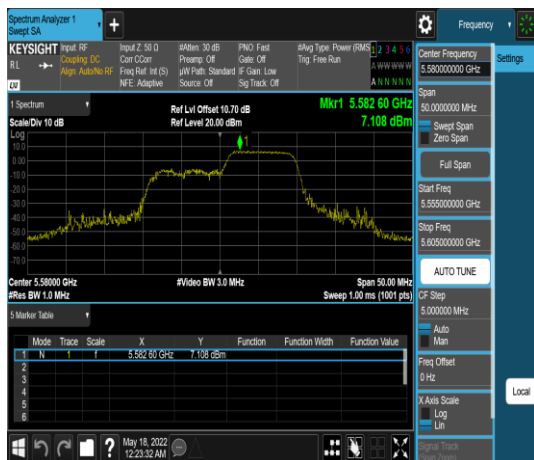 Spectrum Analyzer 1
Swept SA
+
Frequency
KEYSIGHT
RL
Input: RF
Coupling: DC
Align: Auto/No RF
Input Z: 50 Ω
Corr CCorr
Freq Ref: Int (S)
NFE: Adaptive
#Atten: 30 dB
Preamp: Off
µW Path: Standard
Source: Off
PNO: Fast
Gate: Off
IF Gain: Low
Sig Track: Off
#Avg Type: Power (RMS)
Trig: Free Run
1 2 3 4 5 6
A W W W W W
A N N N N N
LXI
1 Spectrum
Scale/Div 10 dB
Ref Lvl Offset 10.70 dB
Ref Level 20.00 dBm
Mkr1 5.582 60 GHz
7.108 dBm
Log
10.0
0.00
-10.0
-20.0
-30.0
-40.0
-50.0
-60.0
-70.0
1
Center 5.58000 GHz
#Res BW 1.0 MHz
#Video BW 3.0 MHz
Span 50.00 MHz
Sweep 1.00 ms (1001 pts)
5 Marker Table
Mode Trace Scale X Y Function Function Width Function Value
1 N 1 f 5.582 60 GHz 7.108 dBm
2
3
4
5
6
May 18, 2022
12:23:32 AM
Center Frequency
5.580000000 GHz
Span
50.0000000 MHz
Swept Span
Zero Span
Full Span
Start Freq
5.555000000 GHz
Stop Freq
5.605000000 GHz
AUTO TUNE
CF Step
5.000000 MHz
Auto
Man
Freq Offset
0 Hz
X Axis Scale
Log
Lin
Signal Track
(Span Zoom)
Settings
Local